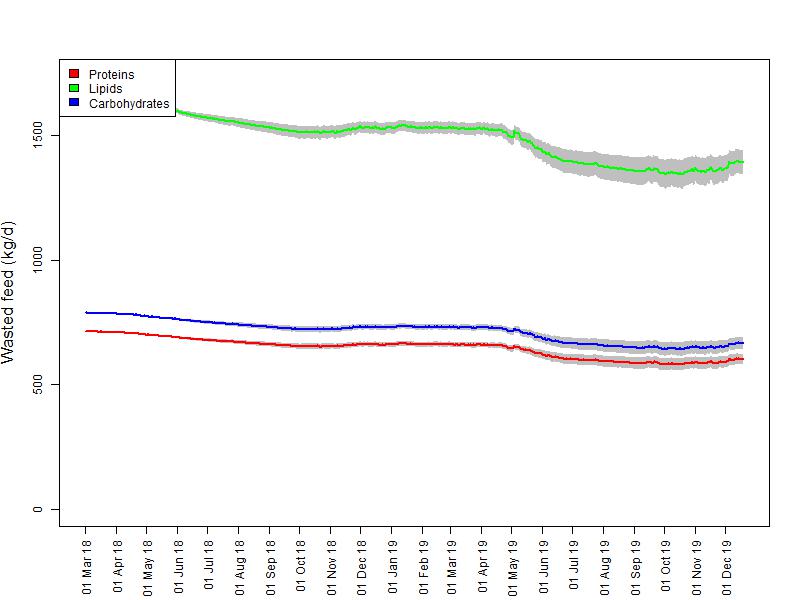 Proteins
Lipids
Carbohydrates
Wasted feed (kg/d)
1500
1000
500
0
01 Mar 18
01 Apr 18
01 May 18
01 Jun 18
01 Jul 18
01 Aug 18
01 Sep 18
01 Oct 18
01 Nov 18
01 Dec 18
01 Jan 19
01 Feb 19
01 Mar 19
01 Apr 19
01 May 19
01 Jun 19
01 Jul 19
01 Aug 19
01 Sep 19
01 Oct 19
01 Nov 19
01 Dec 19